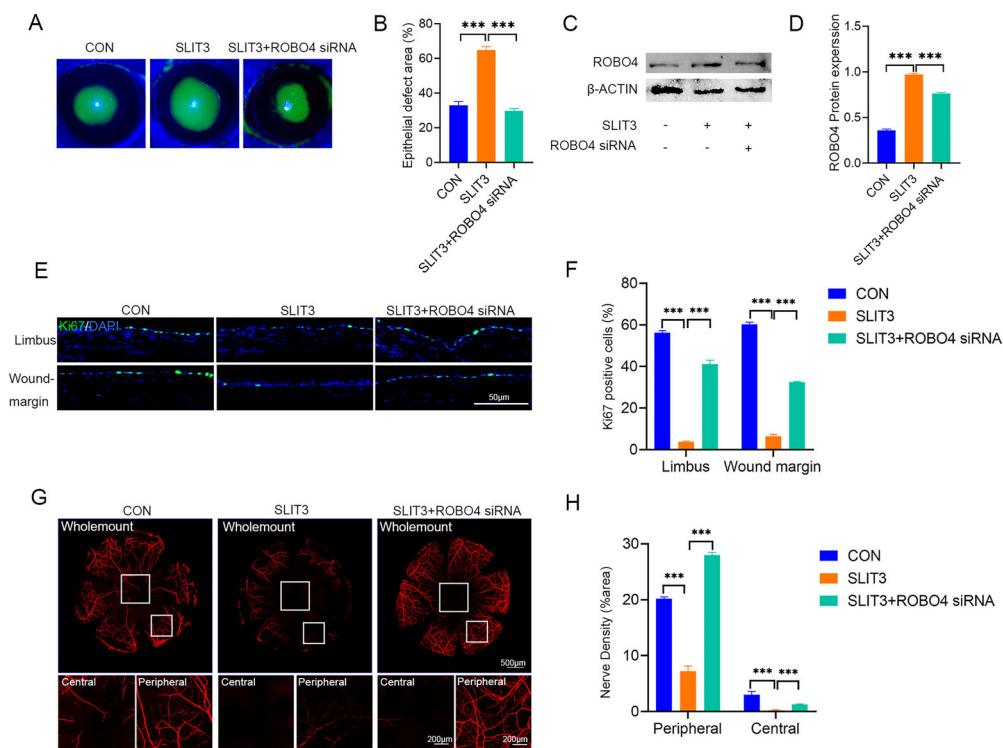 A
CON
SLIT3
SLIT3+ROBO4 siRNA
B
Epithelial defect area (%)
80
60
40
20
0
***
***
CON
SLIT3
SLIT3+ROBO4 siRNA
C
ROBO4
β-ACTIN
SLIT3 - + +
ROBO4 siRNA - - +
D
ROBO4 Protein experssion
1.5
1.0
0.5
0.0
***
***
CON
SLIT3
SLIT3+ROBO4 siRNA
E
CON
SLIT3
SLIT3+ROBO4 siRNA
Ki67/DAPI
Limbus
Wound-
margin
50μm
F
Ki67 positive cells (%)
80
60
40
20
0
***
***
***
***
Limbus
Wound margin
CON
SLIT3
SLIT3+ROBO4 siRNA
G
CON
SLIT3
SLIT3+ROBO4 siRNA
Wholemount
Wholemount
Wholemount
500μm
Central
Peripheral
Central
Peripheral
Central
Peripheral
200μm
200μm
H
Nerve Density (%area)
30
20
10
0
***
***
***
***
Peripheral
Central
CON
SLIT3
SLIT3+ROBO4 siRNA